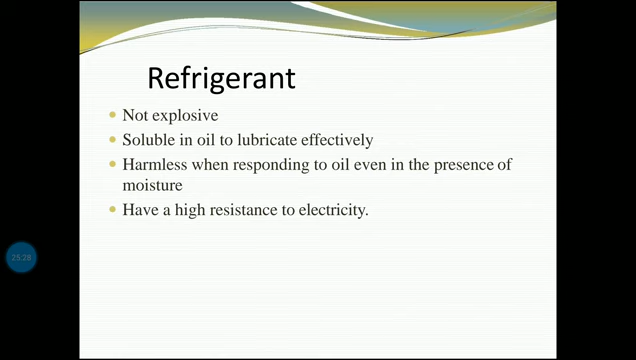 Refrigerant
Not explosive
Soluble in oil to lubricate effectively
Harmless when responding to oil even in the presence of
moisture
Have a high resistance to electricity.
25:28